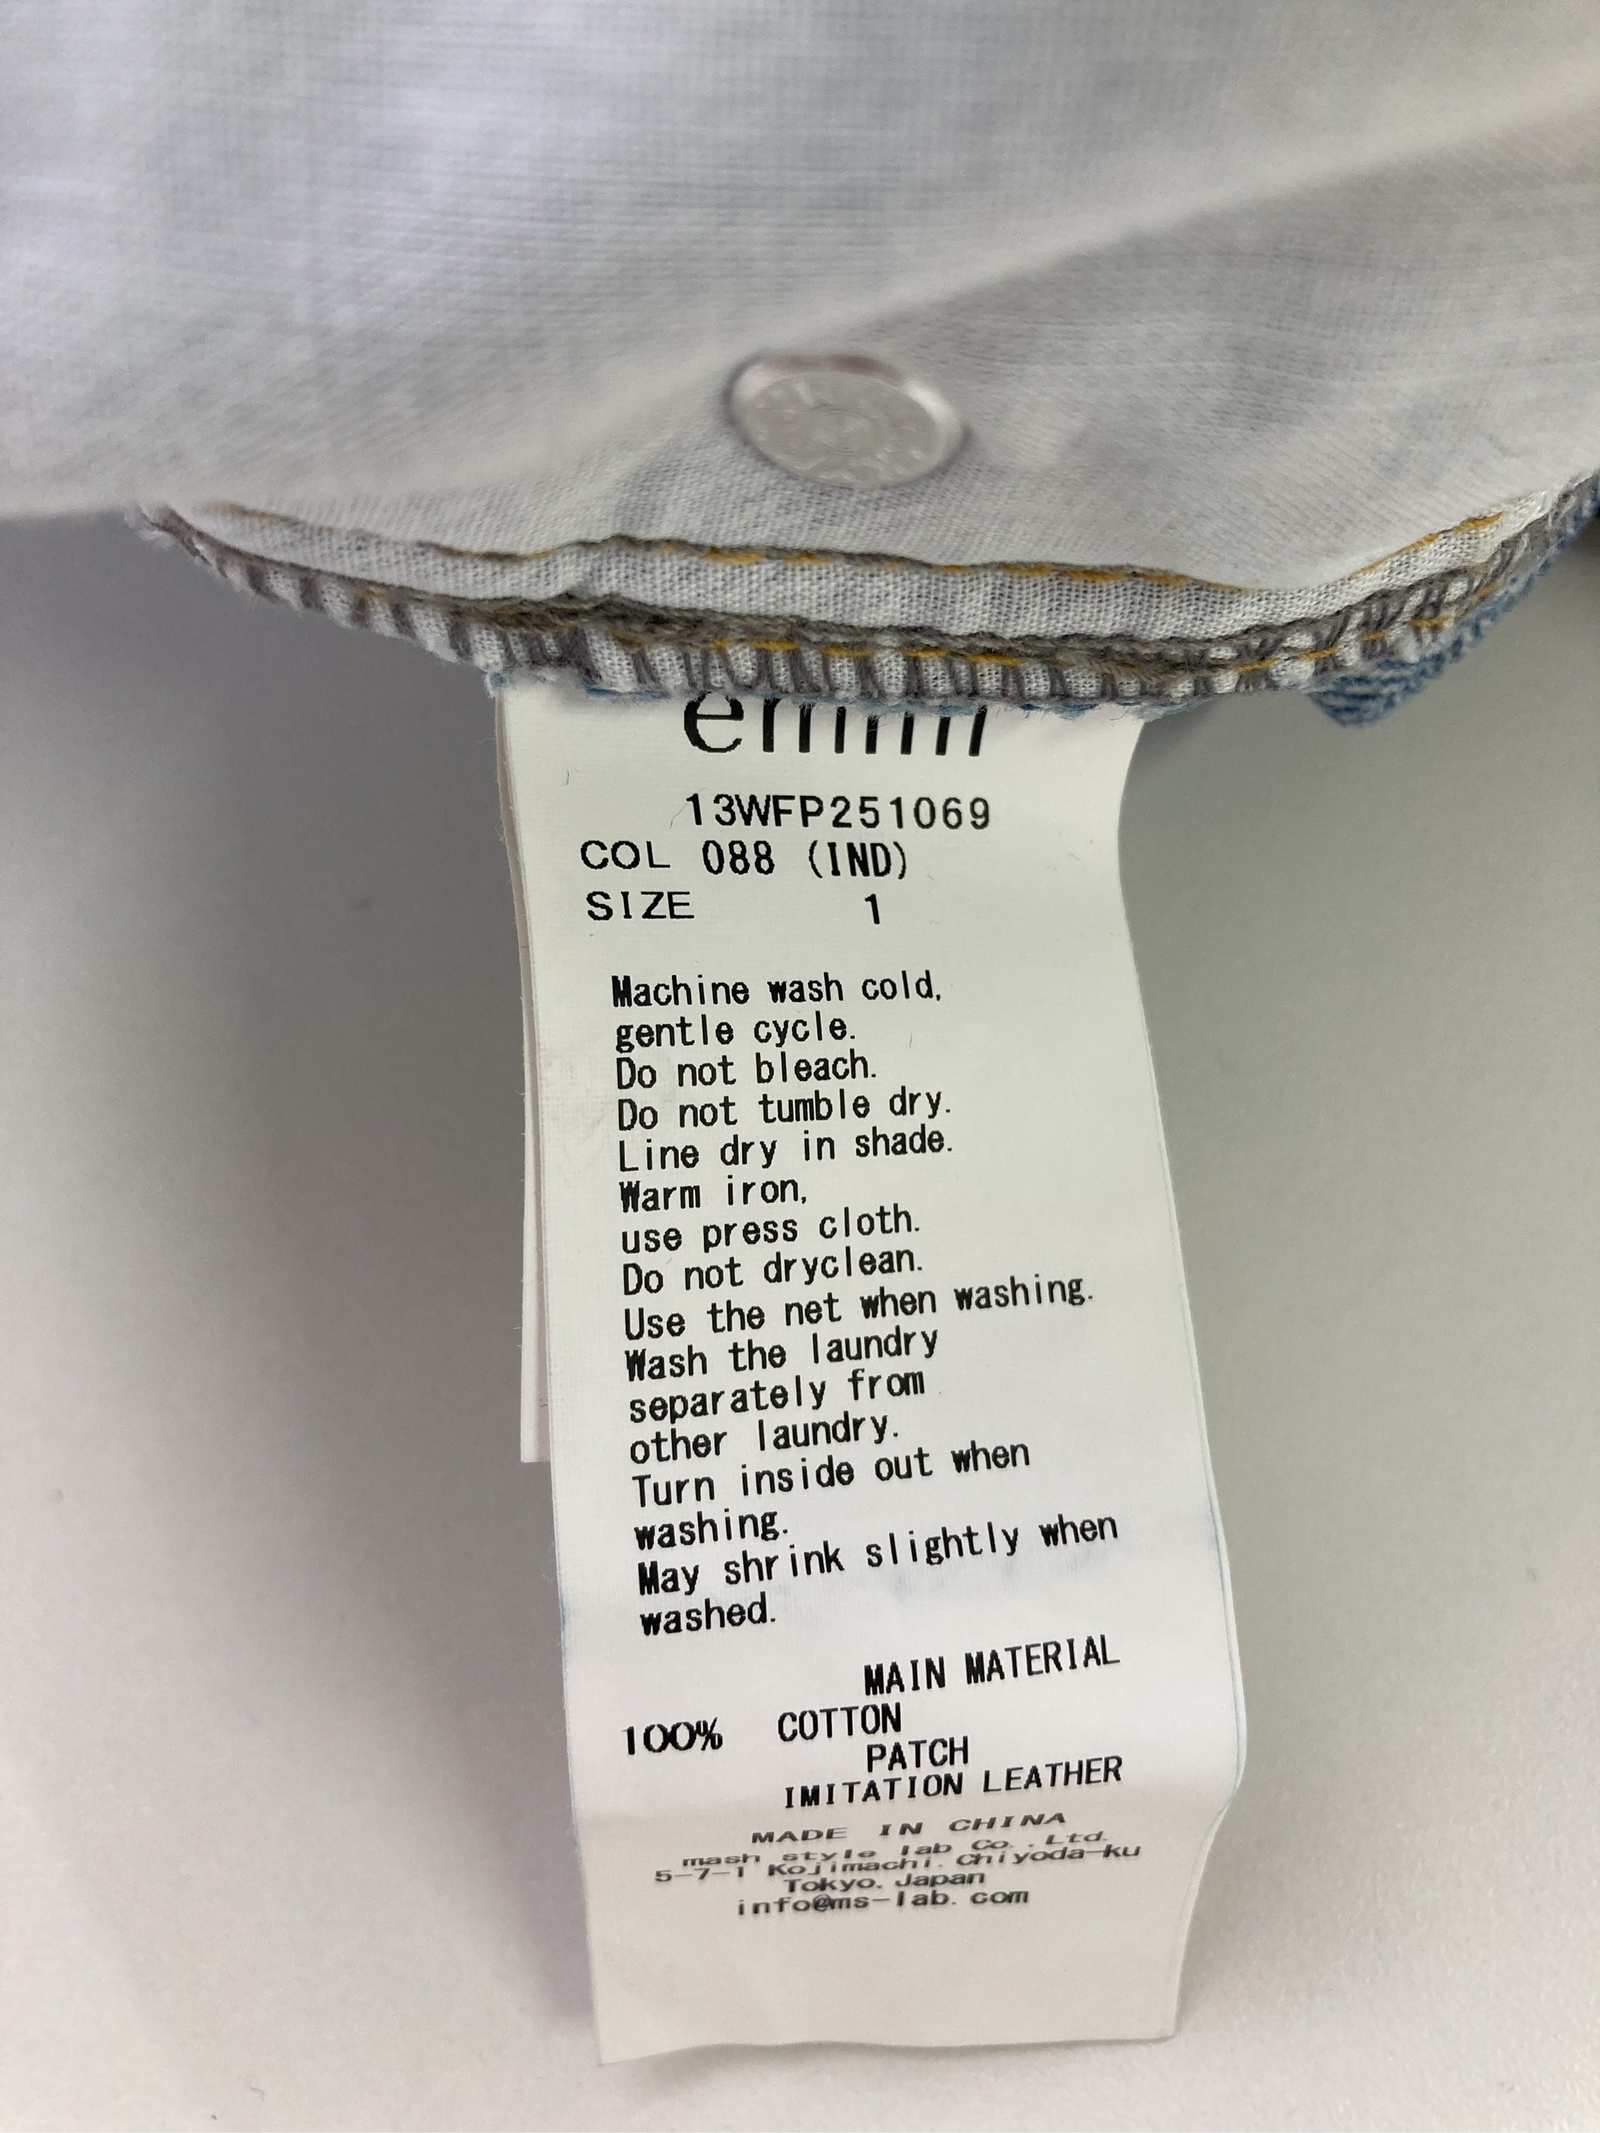 emmi
13WFP251069
COL 088 (IND)
SIZE 1
Machine wash cold,
gentle cycle.
Do not bleach.
Do not tumble dry.
Line dry in shade.
Warm iron,
use press cloth.
Do not dryclean.
Use the net when washing.
Wash the laundry
separately from
other laundry.
Turn inside out when
washing.
May shrink slightly when
washed.
MAIN MATERIAL
100% COTTON
PATCH
IMITATION LEATHER
MADE IN CHINA
mash style lab Co.,Ltd.
5-7-1 Kojimachi, Chiyoda-ku
Tokyo, Japan
info@ms-lab.com